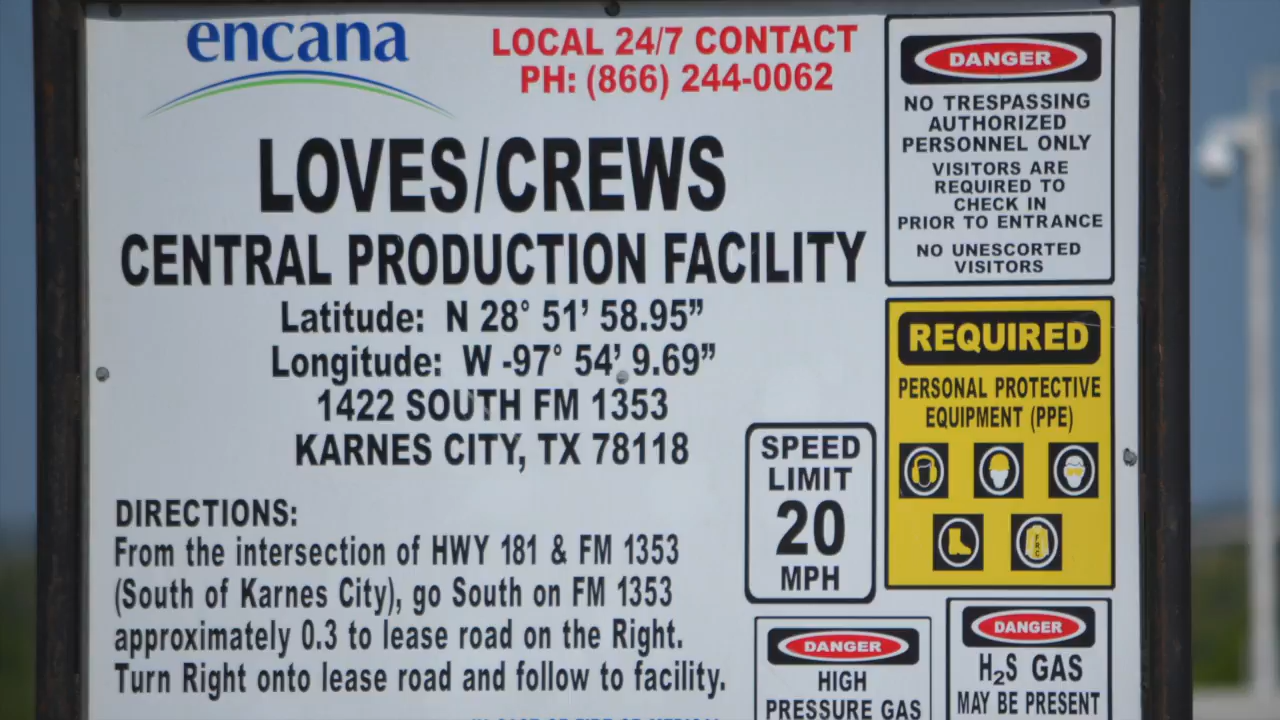 encana
LOCAL 24/7 CONTACT
PH: (866) 244-0062
LOVES/CREWS
CENTRAL PRODUCTION FACILITY
Latitude: N 28° 51’ 58.95”
Longitude: W -97° 54’ 9.69”
1422 SOUTH FM 1353
KARNES CITY, TX 78118
DIRECTIONS:
From the intersection of HWY 181 & FM 1353
(South of Karnes City), go South on FM 1353
approximately 0.3 to lease road on the Right.
Turn Right onto lease road and follow to facility.
DANGER
NO TRESPASSING
AUTHORIZED
PERSONNEL ONLY
VISITORS ARE
REQUIRED TO
CHECK IN
PRIOR TO ENTRANCE
NO UNESCORTED
VISITORS
REQUIRED
PERSONAL PROTECTIVE
EQUIPMENT (PPE)
FRC
SPEED
LIMIT
20
MPH
DANGER
HIGH
PRESSURE GAS
DANGER
H₂S GAS
MAY BE PRESENT